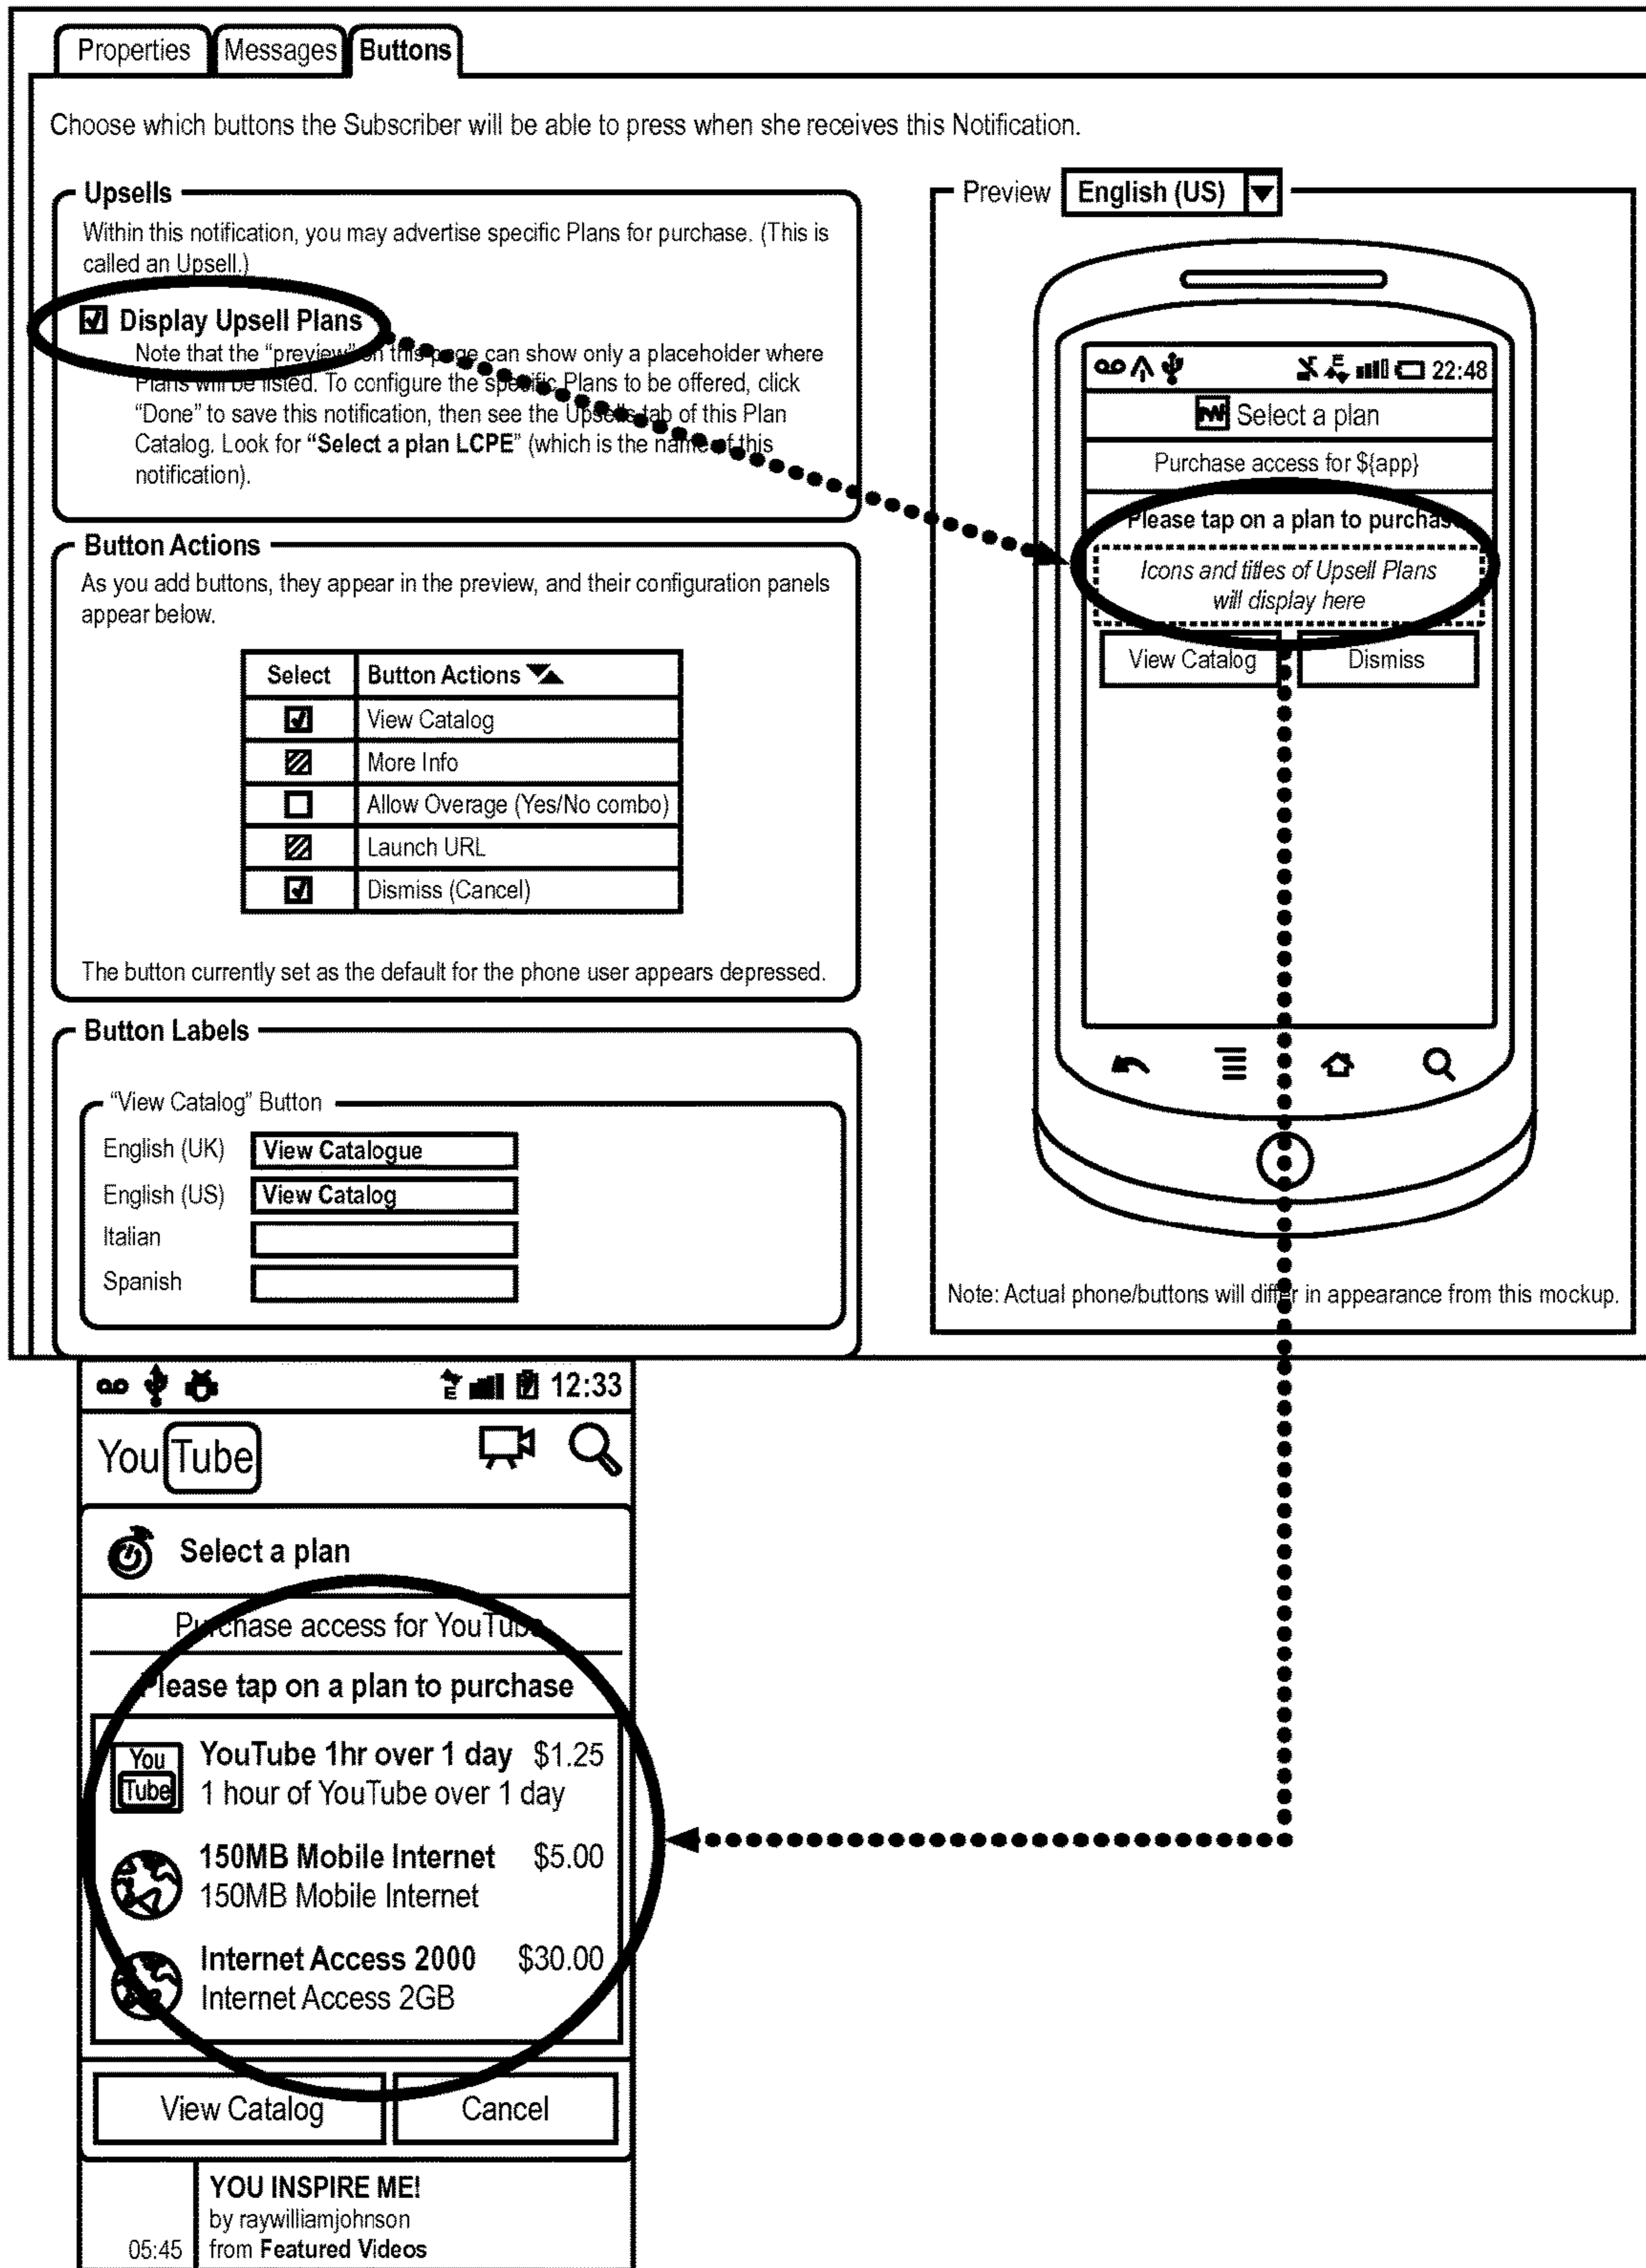 Properties
Messages
Buttons
Choose which buttons the Subscriber will be able to press when she receives this Notification.
Upsells
Within this notification, you may advertise specific Plans for purchase. (This is
called an Upsell.)
Display Upsell Plans
Note that the “preview” on this page can show only a placeholder where
Plans will be listed. To configure the specific Plans to be offered, click
“Done” to save this notification, then see the Upsells tab of this Plan
Catalog. Look for “Select a plan LCPE” (which is the name of this
notification).
Button Actions
As you add buttons, they appear in the preview, and their configuration panels
appear below.
Select Button Actions
View Catalog
More Info
Allow Overage (Yes/No combo)
Launch URL
Dismiss (Cancel)
The button currently set as the default for the phone user appears depressed.
Button Labels
“View Catalog” Button
English (UK) View Catalogue
English (US) View Catalog
Italian
Spanish
Preview English (US)
E 22:48
Select a plan
Purchase access for ${app}
Please tap on a plan to purchase
Icons and titles of Upsell Plans
will display here
View Catalog Dismiss
Note: Actual phone/buttons will differ in appearance from this mockup.
E 12:33
YouTube
Select a plan
Purchase access for YouTube
Please tap on a plan to purchase
You
Tube
YouTube 1hr over 1 day $1.25
1 hour of YouTube over 1 day
150MB Mobile Internet $5.00
150MB Mobile Internet
Internet Access 2000 $30.00
Internet Access 2GB
View Catalog Cancel
YOU INSPIRE ME!
by raywilliamjohnson
05:45 from Featured Videos